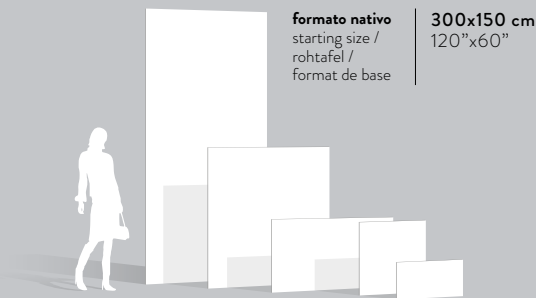 formato nativo
starting size /
rohtafel /
format de base
300x150 cm
120”x60”